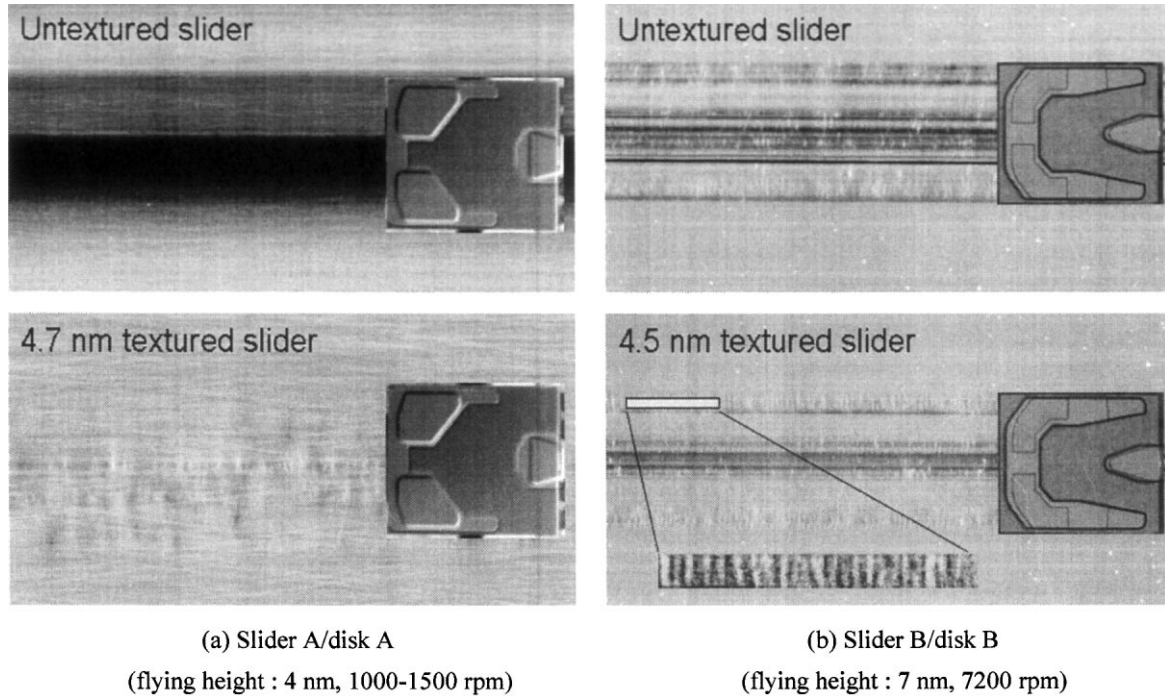 Untextured slider
Untextured slider
4.7 nm textured slider
4.5 nm textured slider
(a) Slider A/disk A
(flying height : 4 nm, 1000-1500 rpm)
(b) Slider B/disk B
(flying height : 7 nm, 7200 rpm)